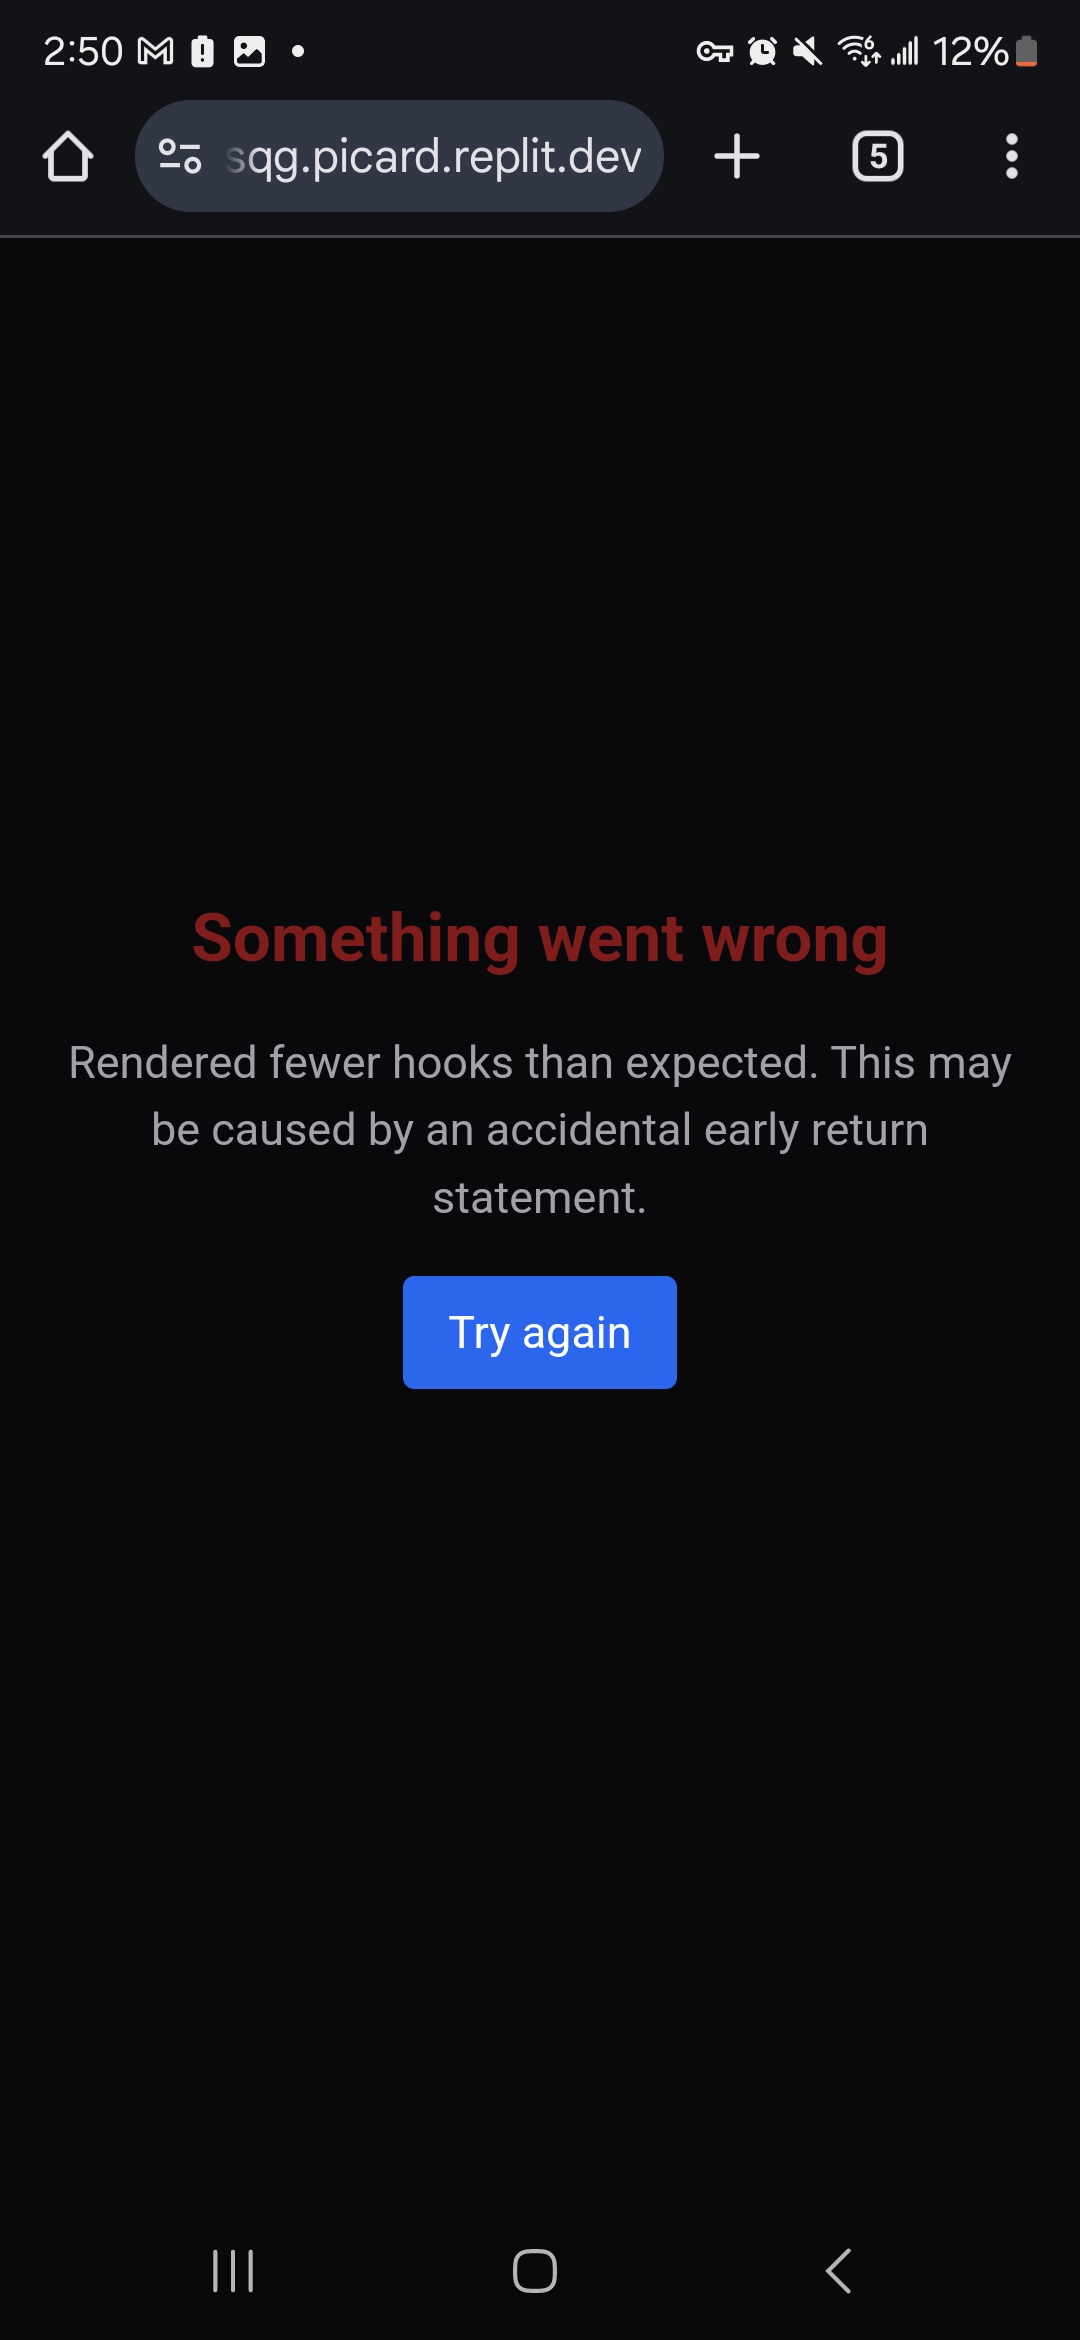 2:50 12%
sqg.picard.replit.dev 5
Something went wrong
Rendered fewer hooks than expected. This may
be caused by an accidental early return
statement.
Try again